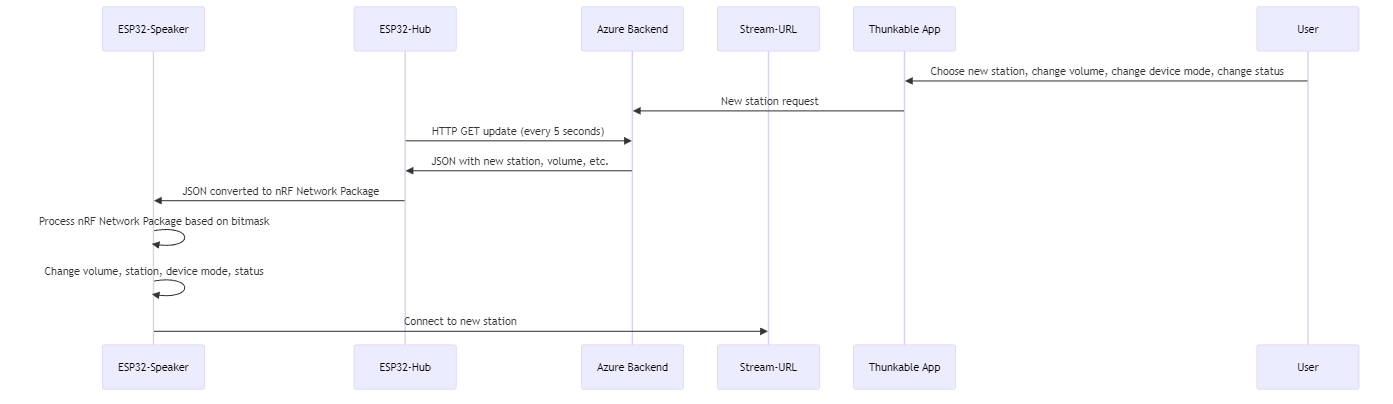 ESP32-Speaker
ESP32-Hub
Azure Backend
Stream-URL
Thunkable App
User
Choose new station, change volume, change device mode, change status
New station request
HTTP GET update (every 5 seconds)
JSON with new station, volume, etc.
JSON converted to nRF Network Package
Process nRF Network Package based on bitmask
Change volume, station, device mode, status
Connect to new station
ESP32-Speaker
ESP32-Hub
Azure Backend
Stream-URL
Thunkable App
User